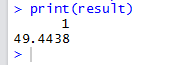 > print(result)
1
49.4438
>